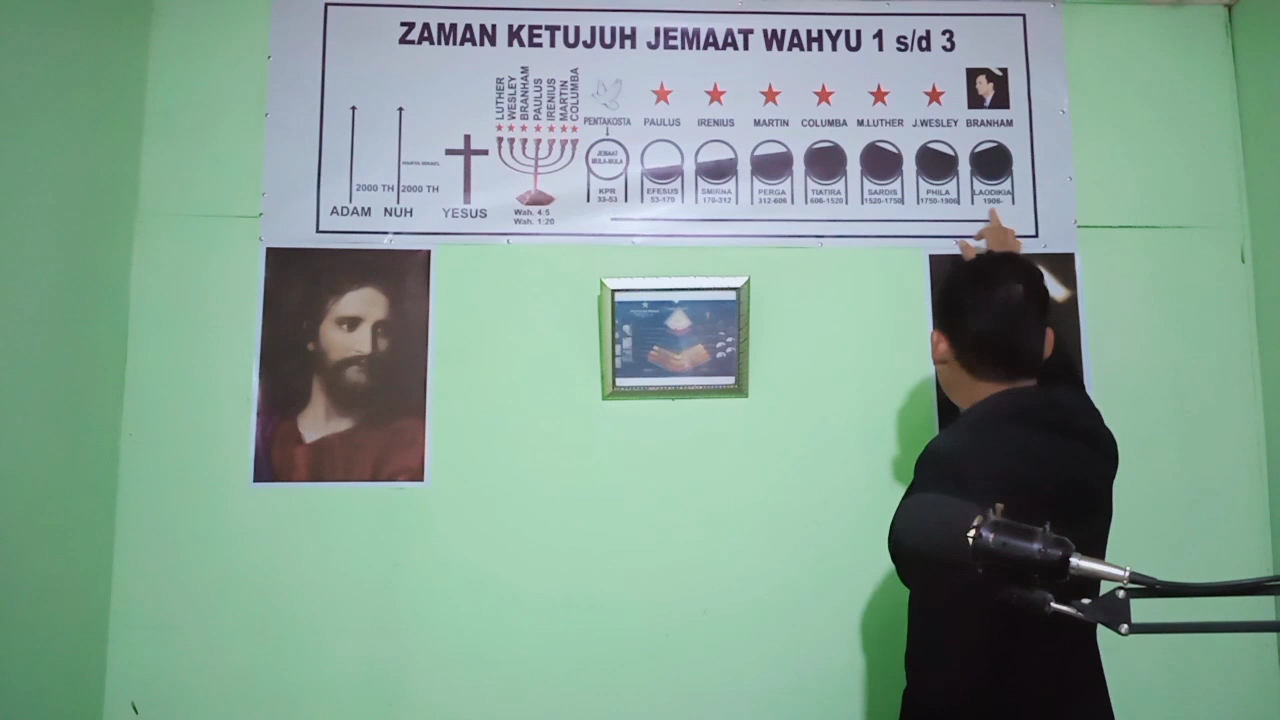 ZAMAN KETUJUH JEMAAT WAHYU 1 s/d 3
LUTHER
WESLEY
BRANHAM
PAULUS
IRENIUS
MARTIN
COLUMBA
PENTAKOSTA
PAULUS
IRENIUS
MARTIN
COLUMBA
M.LUTHER
J.WESLEY
BRANHAM
JEMAAT
MULA-MULA
2000 TH
2000 TH
ADAM
NUH
YESUS
Wah. 4:5
Wah. 1:20
KPR
33-53
EFESUS
53-170
SMIRNA
170-312
PERGA
312-606
TIATIRA
606-1520
SARDIS
1520-1750
PHILA
1750-1906
LAODIKIA
1906-